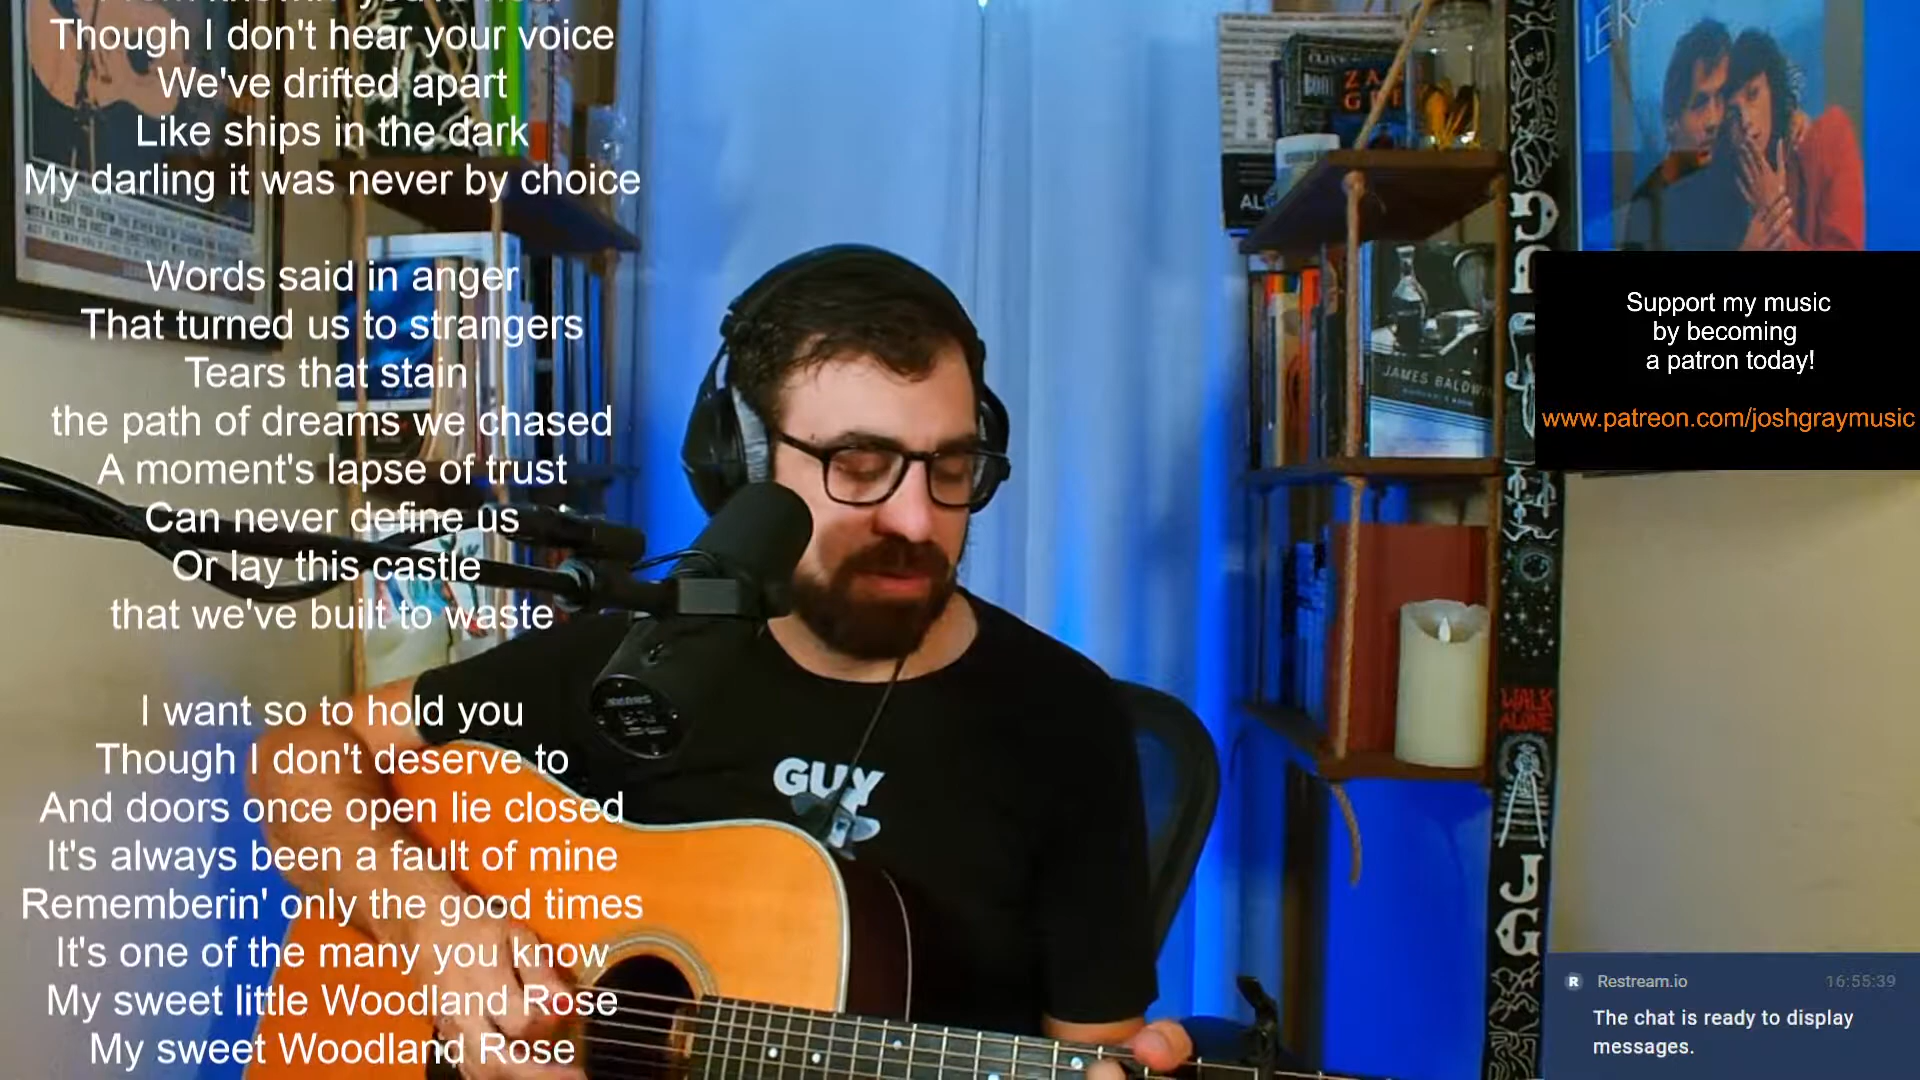 Though I don't hear your voice
We've drifted apart
Like ships in the dark
My darling it was never by choice
Words said in anger
That turned us to strangers
Tears that stain
the path of dreams we chased
A moment's lapse of trust
Can never define us
Or lay this castle
that we've built to waste
I want so to hold you
Though I don't deserve to
And doors once open lie closed
It's always been a fault of mine
Rememberin' only the good times
It's one of the many you know
My sweet little Woodland Rose
My sweet Woodland Rose
GUY
JAMES BALDW
Support my music
by becoming
a patron today!
www.patreon.com/joshgraymusic
WALK
ALONE
JG
R Restream.io 16:55:39
The chat is ready to display
messages.